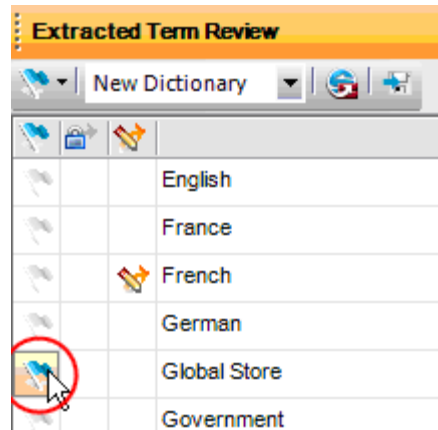 Extracted Term Review
New Dictionary
English
France
French
German
Global Store
Government